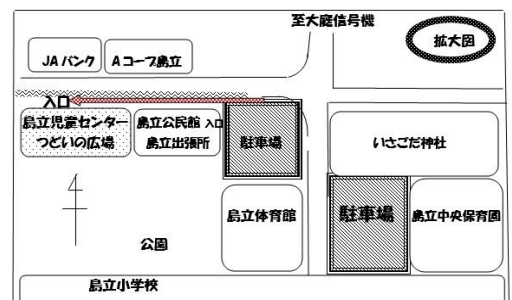 至大庭信号機
拡大図
JA バンク
Aコープ島立
入口
島立児童センター
つどいの広場
島立公民館 入口
島立出張所
駐車場
いさごだ神社
島立体育館
駐車場
島立中央保育園
公園
島立小学校